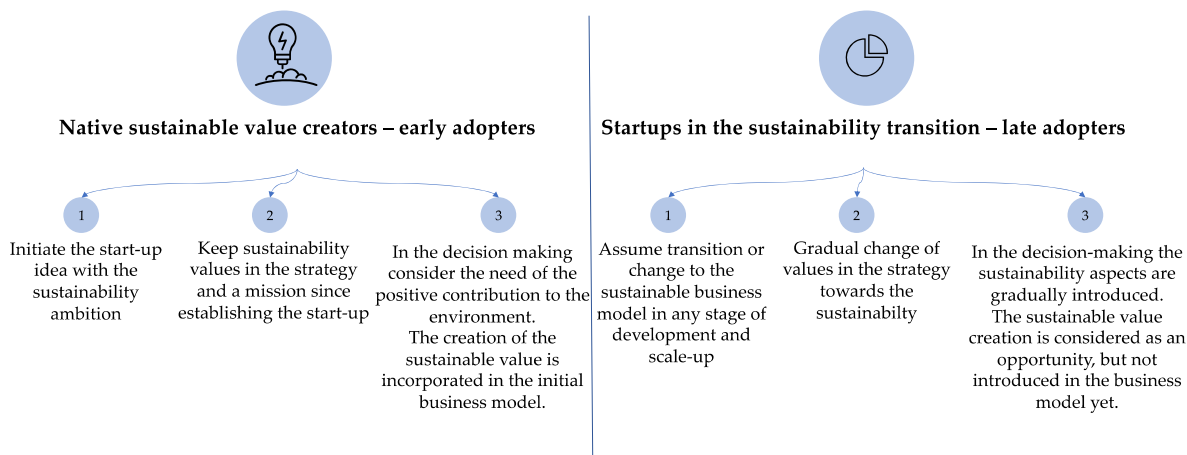 Native sustainable value creators – early adopters
1
Initiate the start-up
idea with the
sustainability
ambition
2
Keep sustainability
values in the strategy
and a mission since
establishing the start-up
3
In the decision making
consider the need of the
positive contribution to the
environment.
The creation of the
sustainable value is
incorporated in the initial
business model.
Startups in the sustainability transition – late adopters
1
Assume transition or
change to the
sustainable business
model in any stage of
development and
scale-up
2
Gradual change of
values in the strategy
towards the
sustainabilty
3
In the decision-making the
sustainability aspects are
gradually introduced.
The sustainable value
creation is considered as an
opportunity, but not
introduced in the business
model yet.